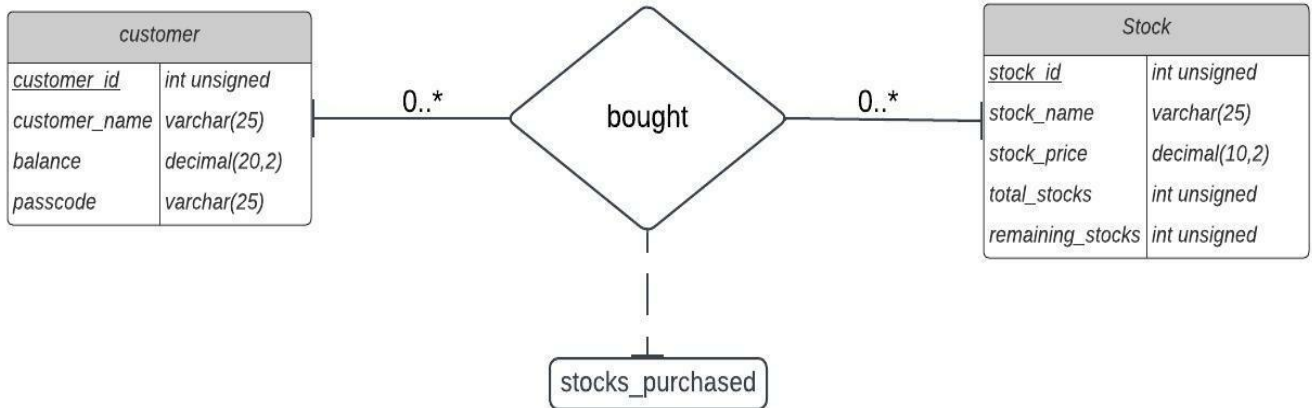 customer
customer_id int unsigned
customer_name varchar(25)
balance decimal(20,2)
passcode varchar(25)
0..*
bought
0..*
Stock
stock_id int unsigned
stock_name varchar(25)
stock_price decimal(10,2)
total_stocks int unsigned
remaining_stocks int unsigned
stocks_purchased